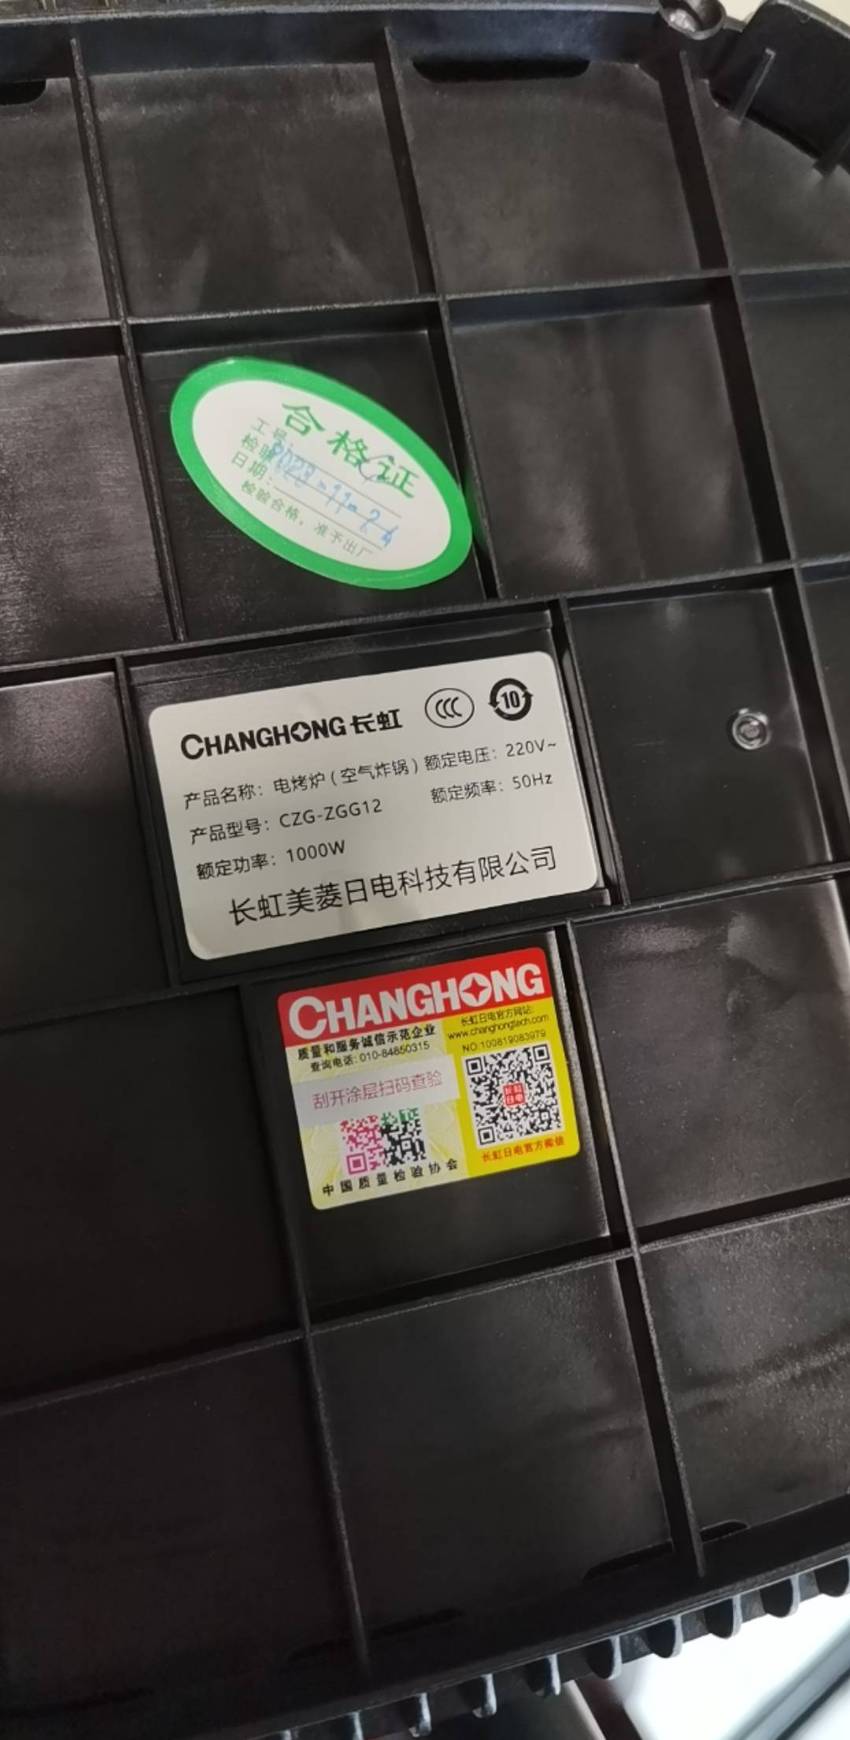 合格证
工号:
检验
日期:
2023-11-24
检验合格，准予出厂
CHANGHONG 长虹
CCC
10
产品名称：电烤炉（空气炸锅）额定电压：220V~
产品型号：CZG-ZGG12 额定频率：50Hz
额定功率：1000W
长虹美菱日电科技有限公司
CHANGHONG
质量和服务诚信示范企业
查询电话: 010-84850315
刮开涂层扫码查验
中国质量检验协会
长虹日电官方网站:
www.changhongtech.com
NO:100819083979
长虹
日电
长虹日电官方微信